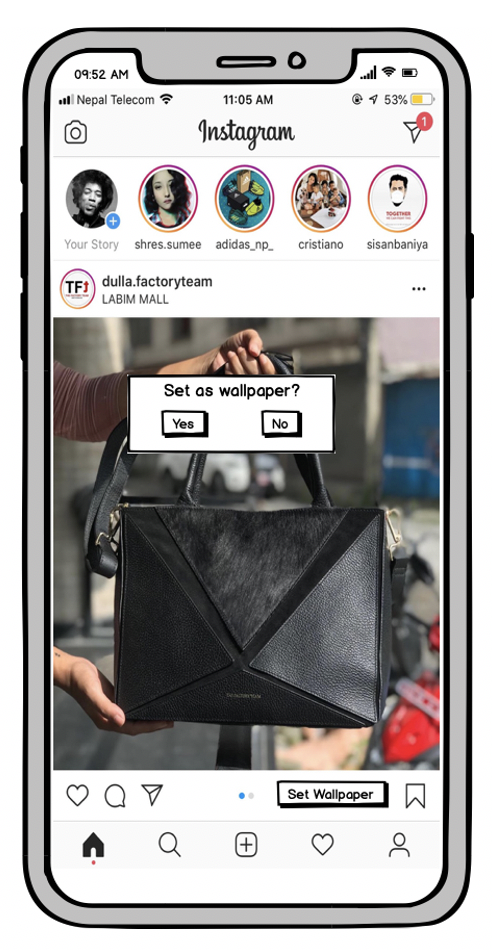 09:52 AM
Nepal Telecom 11:05 AM 53%
Instagram 1
Your Story shres.sumee adidas_np_ cristiano sisanbaniya
TOGETHER
TF
dulla.factoryteam
LABIM MALL
Set as wallpaper?
Yes No
Set Wallpaper